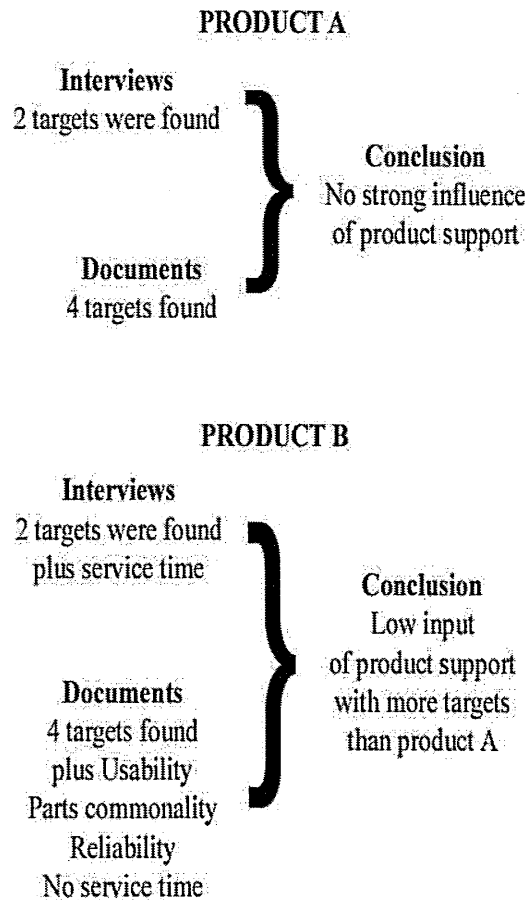 PRODUCT A
Interviews
2 targets were found
Conclusion
No strong influence
of product support
Documents
4 targets found
PRODUCT B
Interviews
2 targets were found
plus service time
Conclusion
Low input
of product support
with more targets
than product A
Documents
4 targets found
plus Usability
Parts commonality
Reliability
No service time